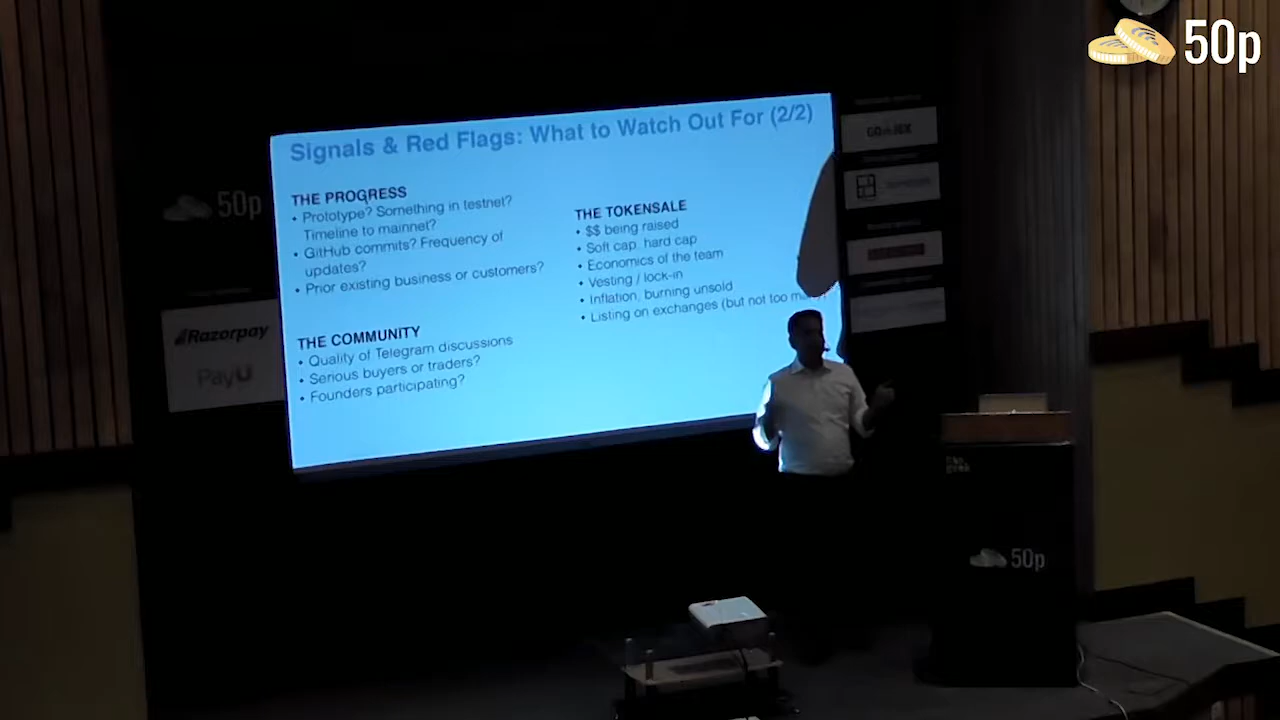 50p
Signals & Red Flags: What to Watch Out For (2/2)
THE PROGRESS
• Prototype? Something in testnet?
Timeline to mainnet?
• GitHub commits? Frequency of
updates?
• Prior existing business or customers?
THE COMMUNITY
• Quality of Telegram discussions
• Serious buyers or traders?
• Founders participating?
THE TOKENSALE
• $$ being raised
• Soft cap, hard cap
• Economics of the team
• Vesting / lock-in
• Inflation, burning unsold
• Listing on exchanges (but not too
50p
Razorpay
PayU
50p